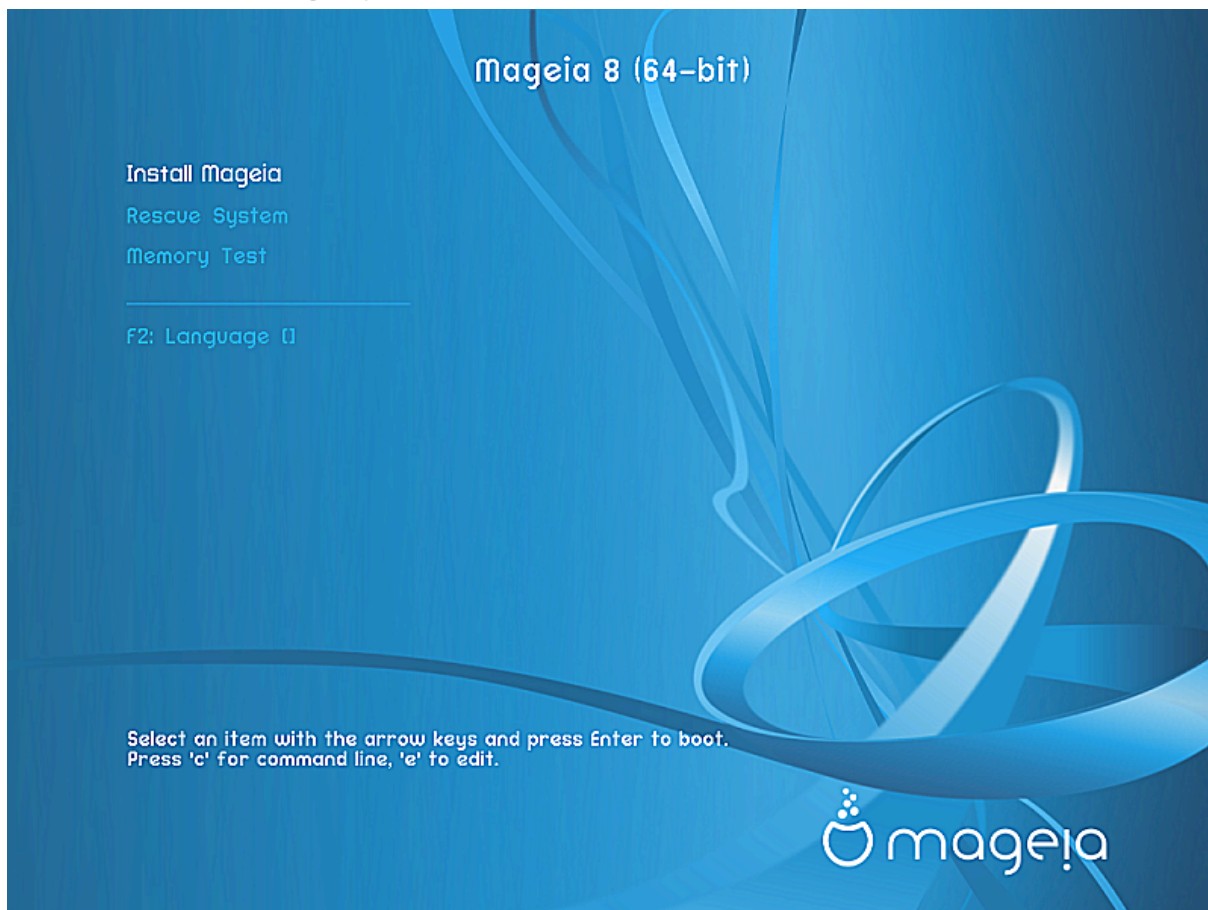 Mageia 8 (64-bit)
Install Mageia
Rescue System
Memory Test
F2: Language []
Select an item with the arrow keys and press Enter to boot.
Press 'c' for command line, 'e' to edit.
mageia